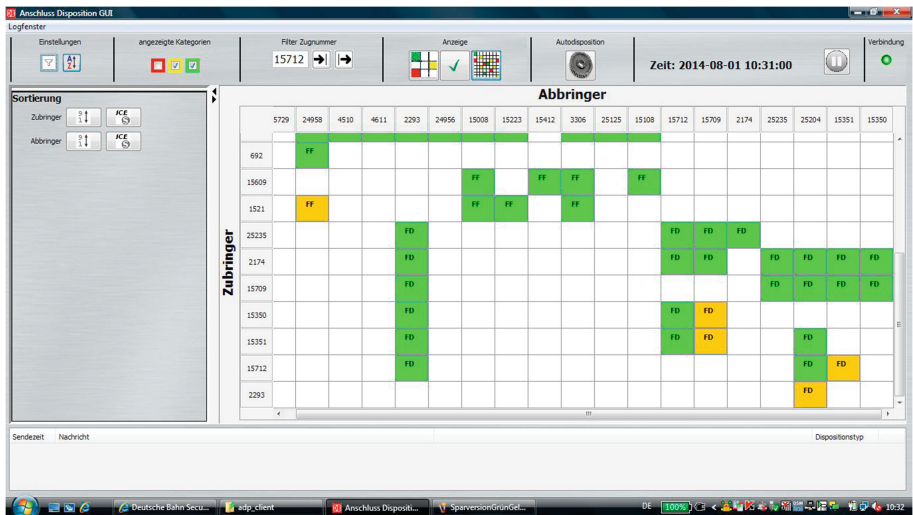 Anschluss Disposition GUI
Logfenster
Einstellungen
angezeigte Kategorien
Filter Zugnummer
Anzeige
Autodisposition
Verbindung
15712
Zeit: 2014-08-01 10:31:00
Sortierung
Zubringer
9 1
ICE
Abbringer
9 1
ICE
Abbringer
Zubringer
5729 24958 4510 4611 2293 24956 15008 15223 15412 3306 25125 15108 15712 15709 2174 25235 25204 15351 15350
692 FF
15609 FF FF FF FF
1521 FF FF FF FF
25235 FD FD FD FD
2174 FD FD FD FD FD FD FD
15709 FD FD FD FD FD
15350 FD FD FD
15351 FD FD FD FD
15712 FD FD FD
2293 FD
Sendezeit Nachricht Dispositionstyp
Deutsche Bahn Secu... adp_client Anschluss Dispositi... SparversionGrünGel... DE 100% 10:32